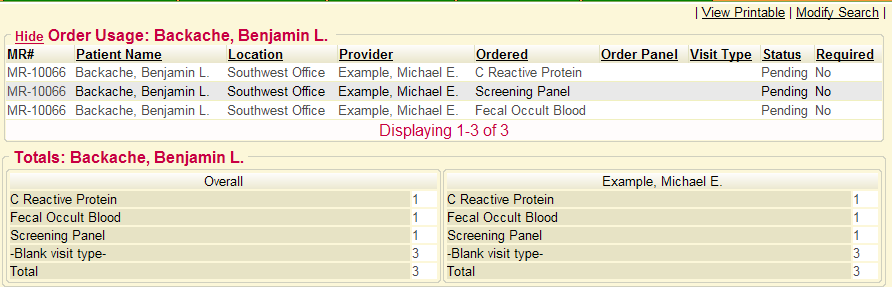 | View Printable | Modify Search |
Hide Order Usage: Backache, Benjamin L.
MR# Patient Name Location Provider Ordered Order Panel Visit Type Status Required
MR-10066 Backache, Benjamin L. Southwest Office Example, Michael E. C Reactive Protein Pending No
MR-10066 Backache, Benjamin L. Southwest Office Example, Michael E. Screening Panel Pending No
MR-10066 Backache, Benjamin L. Southwest Office Example, Michael E. Fecal Occult Blood Pending No
Displaying 1-3 of 3
Totals: Backache, Benjamin L.
Overall
C Reactive Protein 1
Fecal Occult Blood 1
Screening Panel 1
-Blank visit type- 3
Total 3
Example, Michael E.
C Reactive Protein 1
Fecal Occult Blood 1
Screening Panel 1
-Blank visit type- 3
Total 3